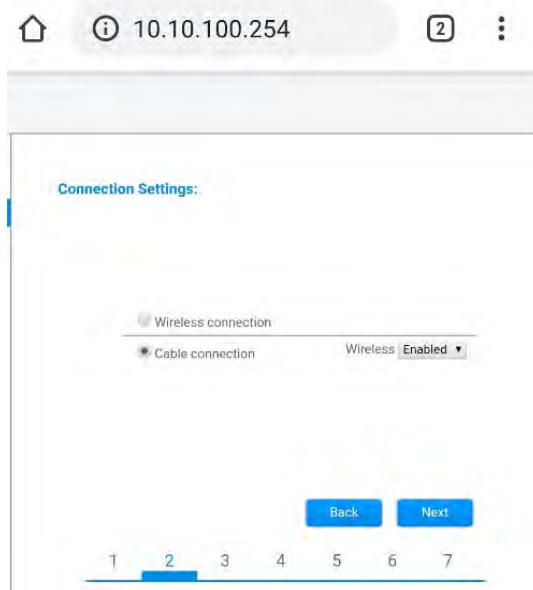 10.10.100.254 2
Connection Settings:
Wireless connection
Cable connection Wireless Enabled
Back Next
1 2 3 4 5 6 7